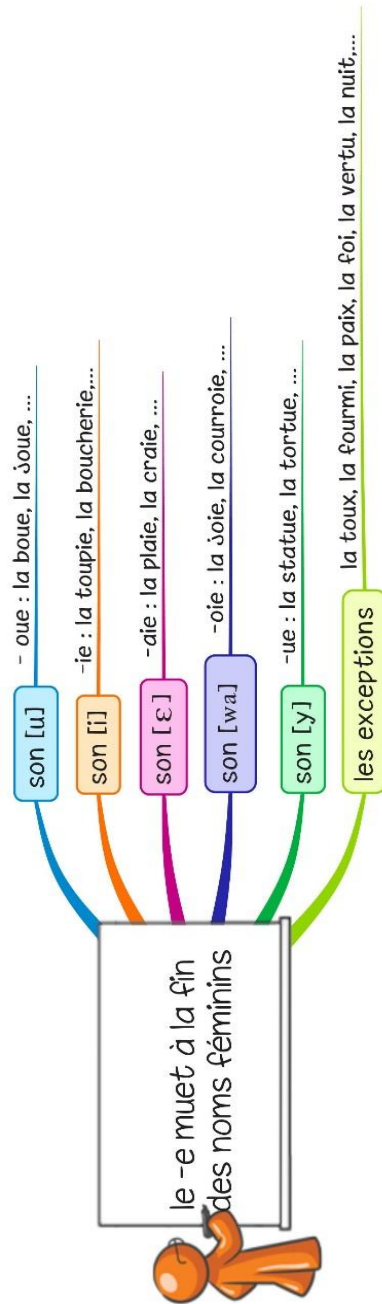 le -e muet à la fin
des noms féminins
son [u]
- oue : la boue, la joue, ...
son [i]
-ie : la toupie, la boucherie,...
son [ɛ]
-aie : la plaie, la craie, ...
son [wa]
-oie : la joie, la courroie, ...
son [y]
-ue : la statue, la tortue, ...
les exceptions
la toux, la fourmi, la paix, la foi, la vertu, la nuit,...